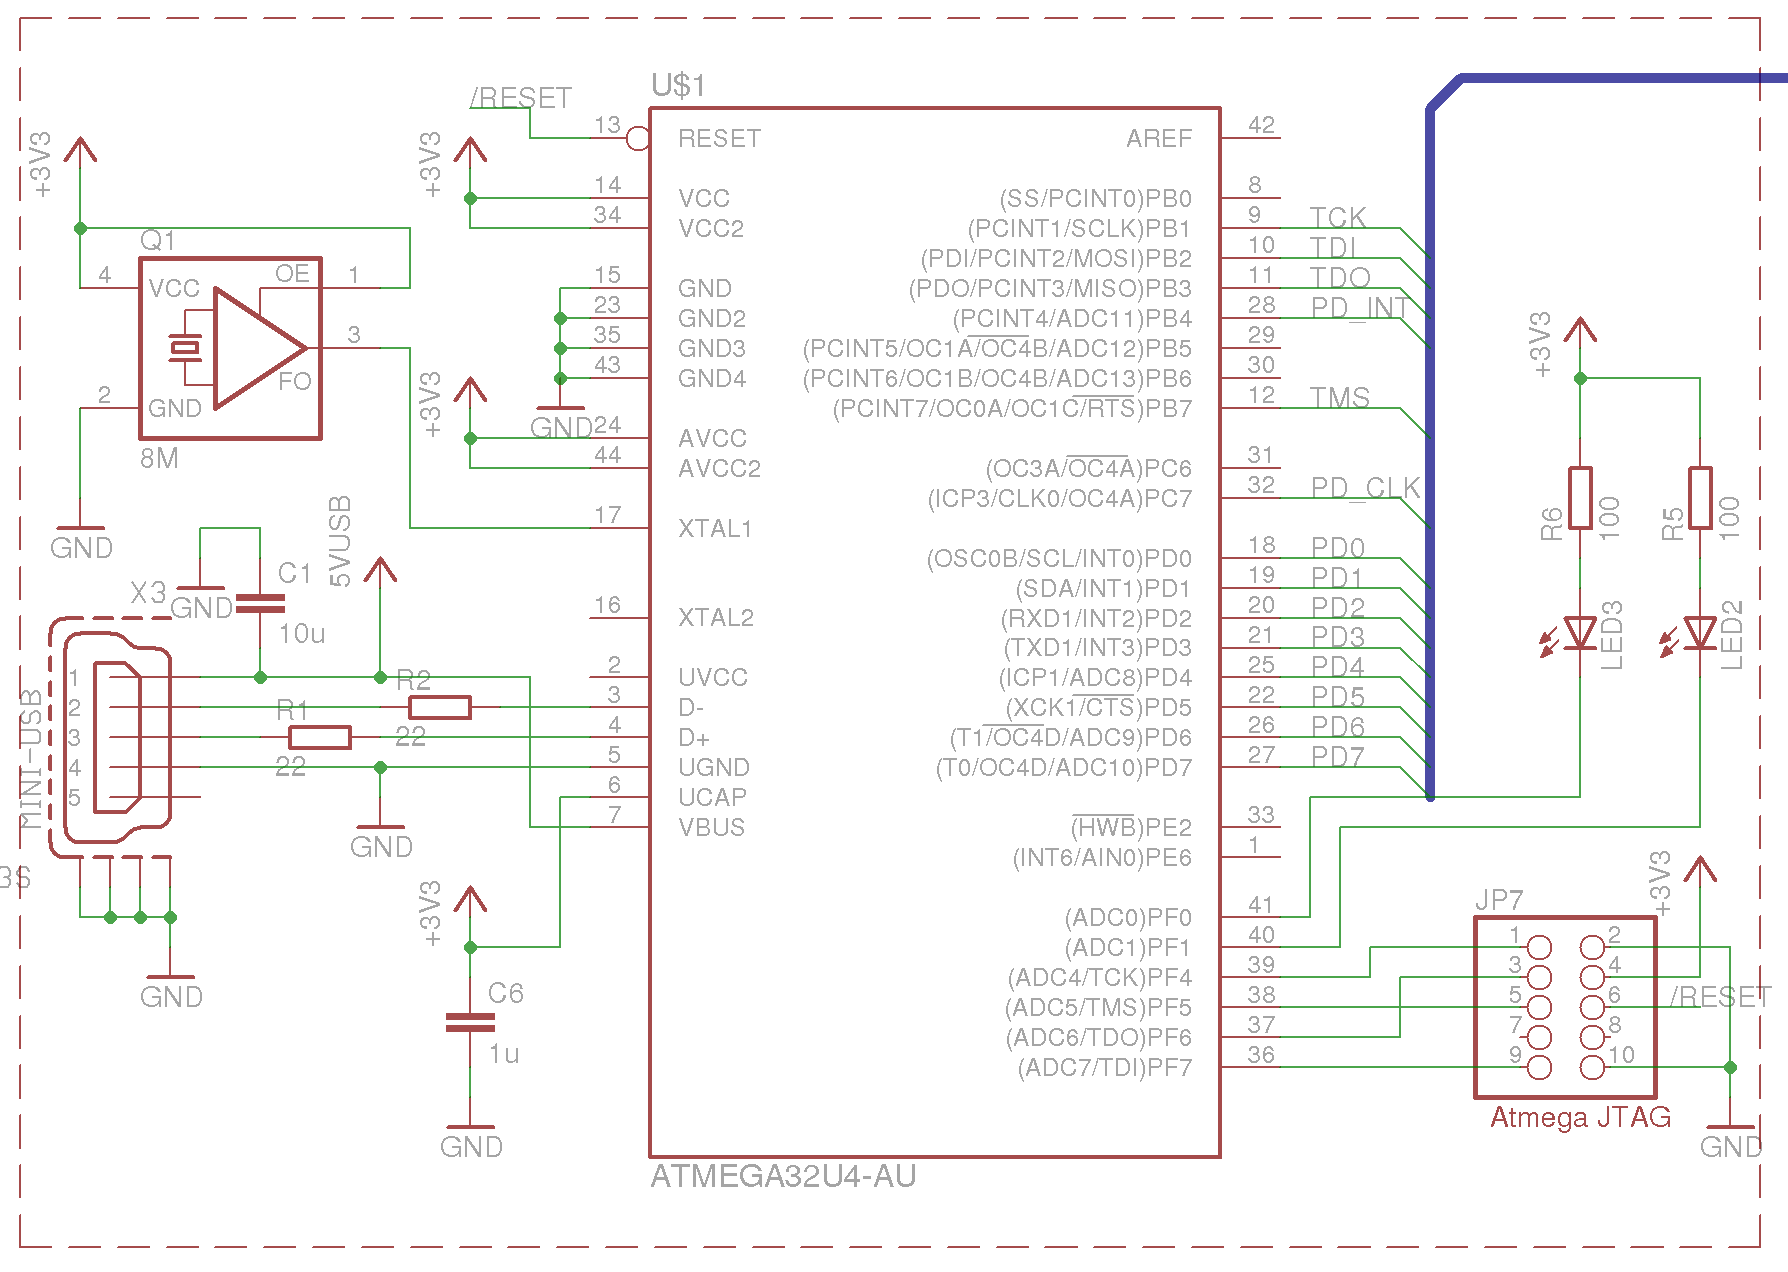 U$1
/RESET
+3V3
+3V3
Q1
4
VCC
OE
1
3
FO
2
GND
8M
GND
13
RESET
14
VCC
34
VCC2
15
GND
23
GND2
35
GND3
43
GND4
GND
+3V3
24
AVCC
44
AVCC2
17
XTAL1
16
XTAL2
2
UVCC
3
D-
4
D+
5
UGND
6
UCAP
7
VBUS
AREF
42
(SS/PCINT0)PB0
8
(PCINT1/SCLK)PB1
9
TCK
(PDI/PCINT2/MOSI)PB2
10
TDI
(PDO/PCINT3/MISO)PB3
11
TDO
(PCINT4/ADC11)PB4
28
PD_INT
(PCINT5/OC1A/OC4B/ADC12)PB5
29
(PCINT6/OC1B/OC4B/ADC13)PB6
30
(PCINT7/OC0A/OC1C/RTS)PB7
12
TMS
(OC3A/OC4A)PC6
31
(ICP3/CLK0/OC4A)PC7
32
PD_CLK
(OSC0B/SCL/INT0)PD0
18
PD0
(SDA/INT1)PD1
19
PD1
(RXD1/INT2)PD2
20
PD2
(TXD1/INT3)PD3
21
PD3
(ICP1/ADC8)PD4
25
PD4
(XCK1/CTS)PD5
22
PD5
(T1/OC4D/ADC9)PD6
26
PD6
(T0/OC4D/ADC10)PD7
27
PD7
(HWB)PE2
33
(INT6/AIN0)PE6
1
(ADC0)PF0
41
(ADC1)PF1
40
(ADC4/TCK)PF4
39
(ADC5/TMS)PF5
38
(ADC6/TDO)PF6
37
(ADC7/TDI)PF7
36
ATMEGA32U4-AU
5VUSB
X3
GND
C1
10u
MINI-USB
1
2
3
4
5
R2
22
R1
22
GND
3S
GND
+3V3
C6
1u
GND
+3V3
R6
100
R5
100
LED3
LED2
+3V3
JP7
1
2
3
4
5
6
7
8
9
10
/RESET
Atmega JTAG
GND